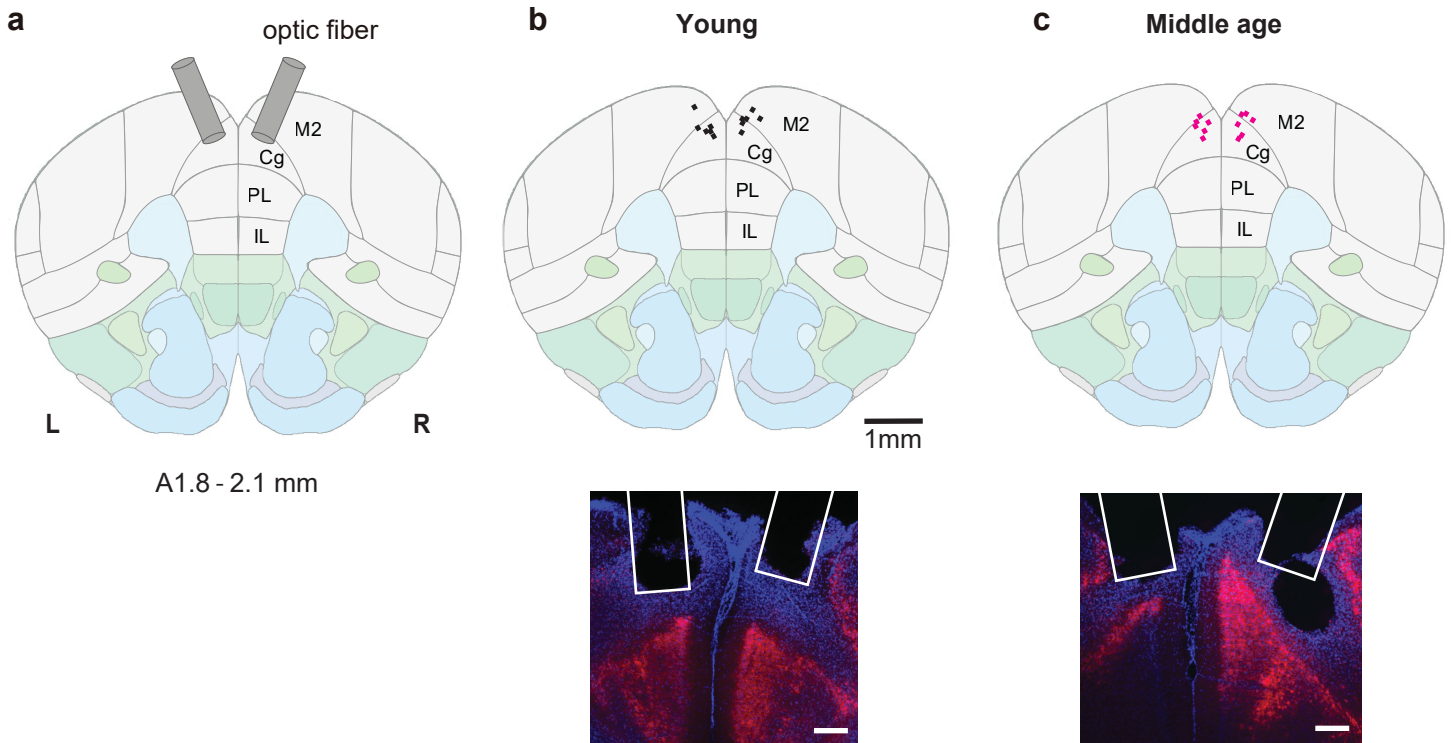 a
optic fiber
M2
Cg
PL
IL
L
R
A1.8 - 2.1 mm
b
Young
M2
Cg
PL
IL
1mm
c
Middle age
M2
Cg
PL
IL